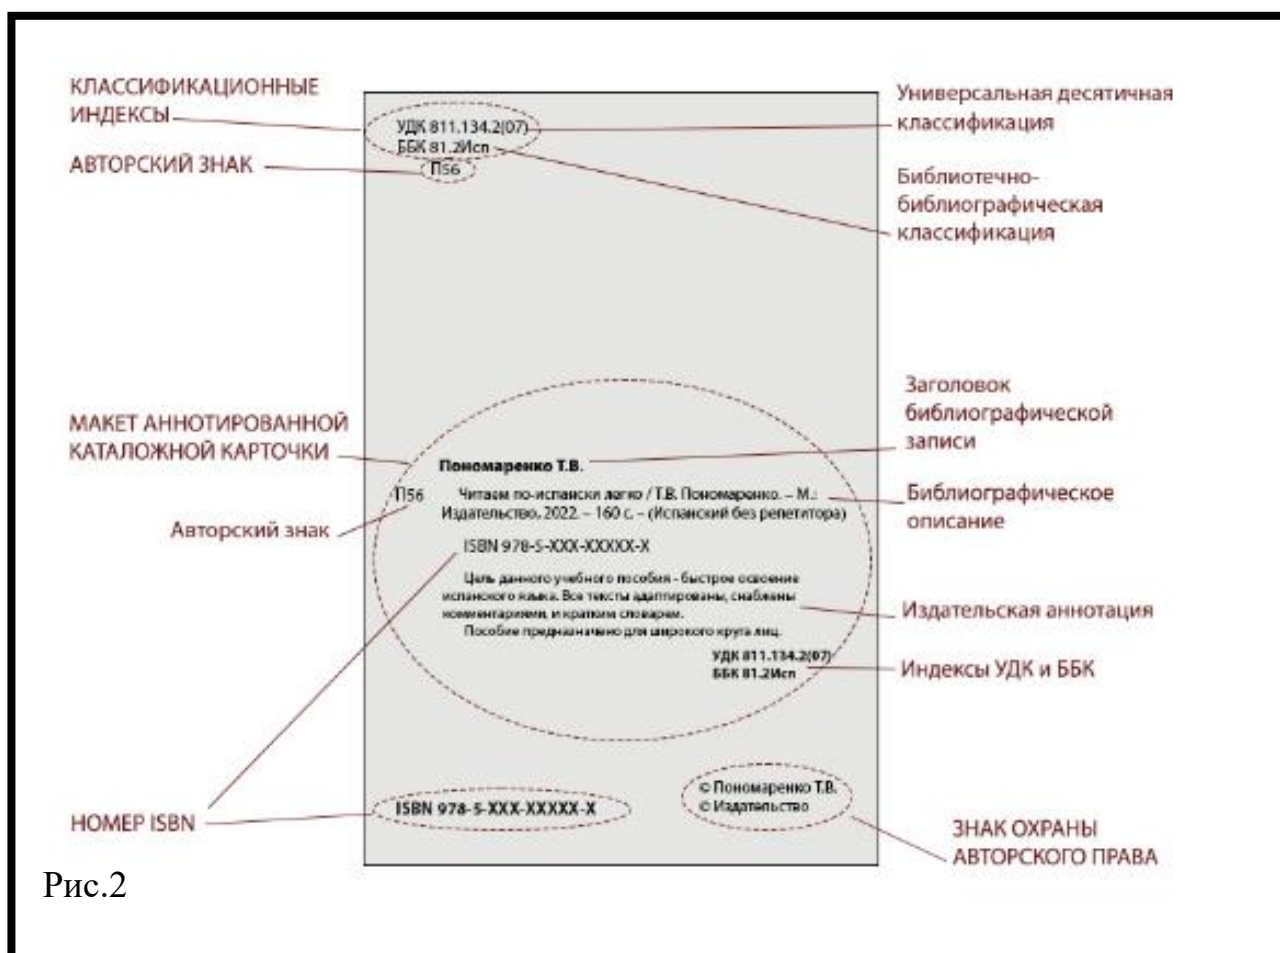 КЛАССИФИКАЦИОННЫЕ
ИНДЕКСЫ
АВТОРСКИЙ ЗНАК
УДК 811.134.2(07)
ББК 81.2Исп
П56
Универсальная десятичная
классификация
Библиотечно-
библиографическая
классификация
МАКЕТ АННОТИРОВАННОЙ
КАТАЛОЖНОЙ КАРТОЧКИ
Авторский знак
Заголовок
библиографической
записи
Пономаренко Т.В.
П56
Читаем по-испански легко / Т.В. Пономаренко. – М.:
Издательство, 2022. – 160 с. – (Испанский без репетитора)
Библиографическое
описание
ISBN 978-5-XXX-XXXXX-X
Цель данного учебного пособия - быстрое освоение
испанского языка. Все тексты адаптированы, снабжены
комментариями, и кратким словарем.
Пособие предназначено для широкого круга лиц.
Издательская аннотация
УДК 811.134.2(07)
ББК 81.2Исп
Индексы УДК и ББК
НОМЕР ISBN
ISBN 978-5-XXX-XXXXX-X
© Пономаренко Т.В.
© Издательство
ЗНАК ОХРАНЫ
АВТОРСКОГО ПРАВА
Рис.2